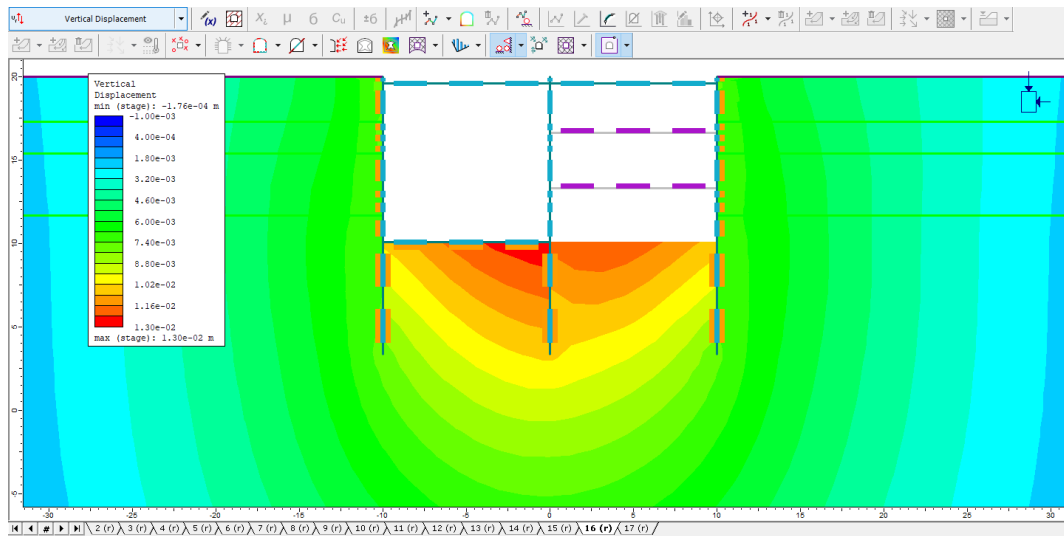 Vertical Displacement
(x) X꜀ μ σ Cᵤ ±σ
20
15
10
5
0
-5
Vertical
Displacement
min (stage): -1.76e-04 m
-1.00e-03
4.00e-04
1.80e-03
3.20e-03
4.60e-03
6.00e-03
7.40e-03
8.80e-03
1.02e-02
1.16e-02
1.30e-02
max (stage): 1.30e-02 m
-30 -25 -20 -15 -10 -5 0 5 10 15 20 25 30
# 2 (r) 3 (r) 4 (r) 5 (r) 6 (r) 7 (r) 8 (r) 9 (r) 10 (r) 11 (r) 12 (r) 13 (r) 14 (r) 15 (r) 16 (r) 17 (r)